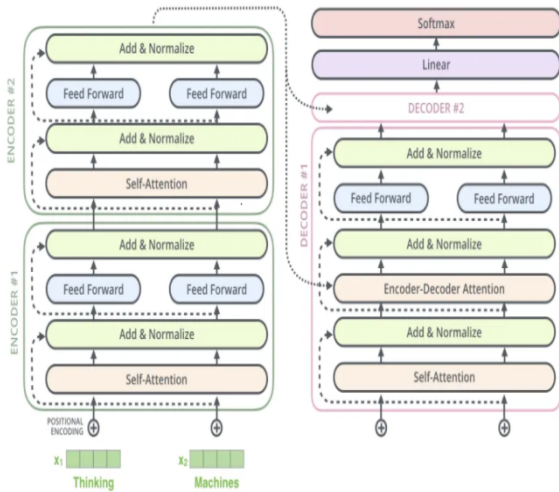 ENCODER #2
Add & Normalize
Feed Forward
Feed Forward
Add & Normalize
Self-Attention
ENCODER #1
Add & Normalize
Feed Forward
Feed Forward
Add & Normalize
Self-Attention
POSITIONAL
ENCODING
x1
x2
Thinking
Machines
Softmax
Linear
DECODER #2
DECODER #1
Add & Normalize
Feed Forward
Feed Forward
Add & Normalize
Encoder-Decoder Attention
Add & Normalize
Self-Attention